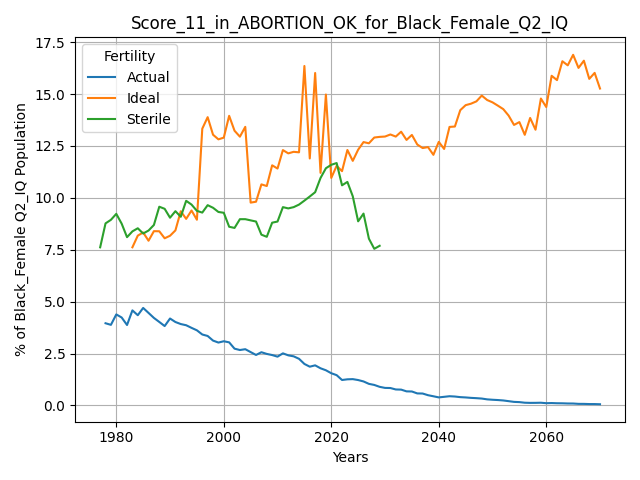 Score_11_in_ABORTION_OK_for_Black_Female_Q2_IQ
Fertility
Actual
Ideal
Sterile
% of Black_Female Q2_IQ Population
17.5
15.0
12.5
10.0
7.5
5.0
2.5
0.0
1980
2000
2020
2040
2060
Years